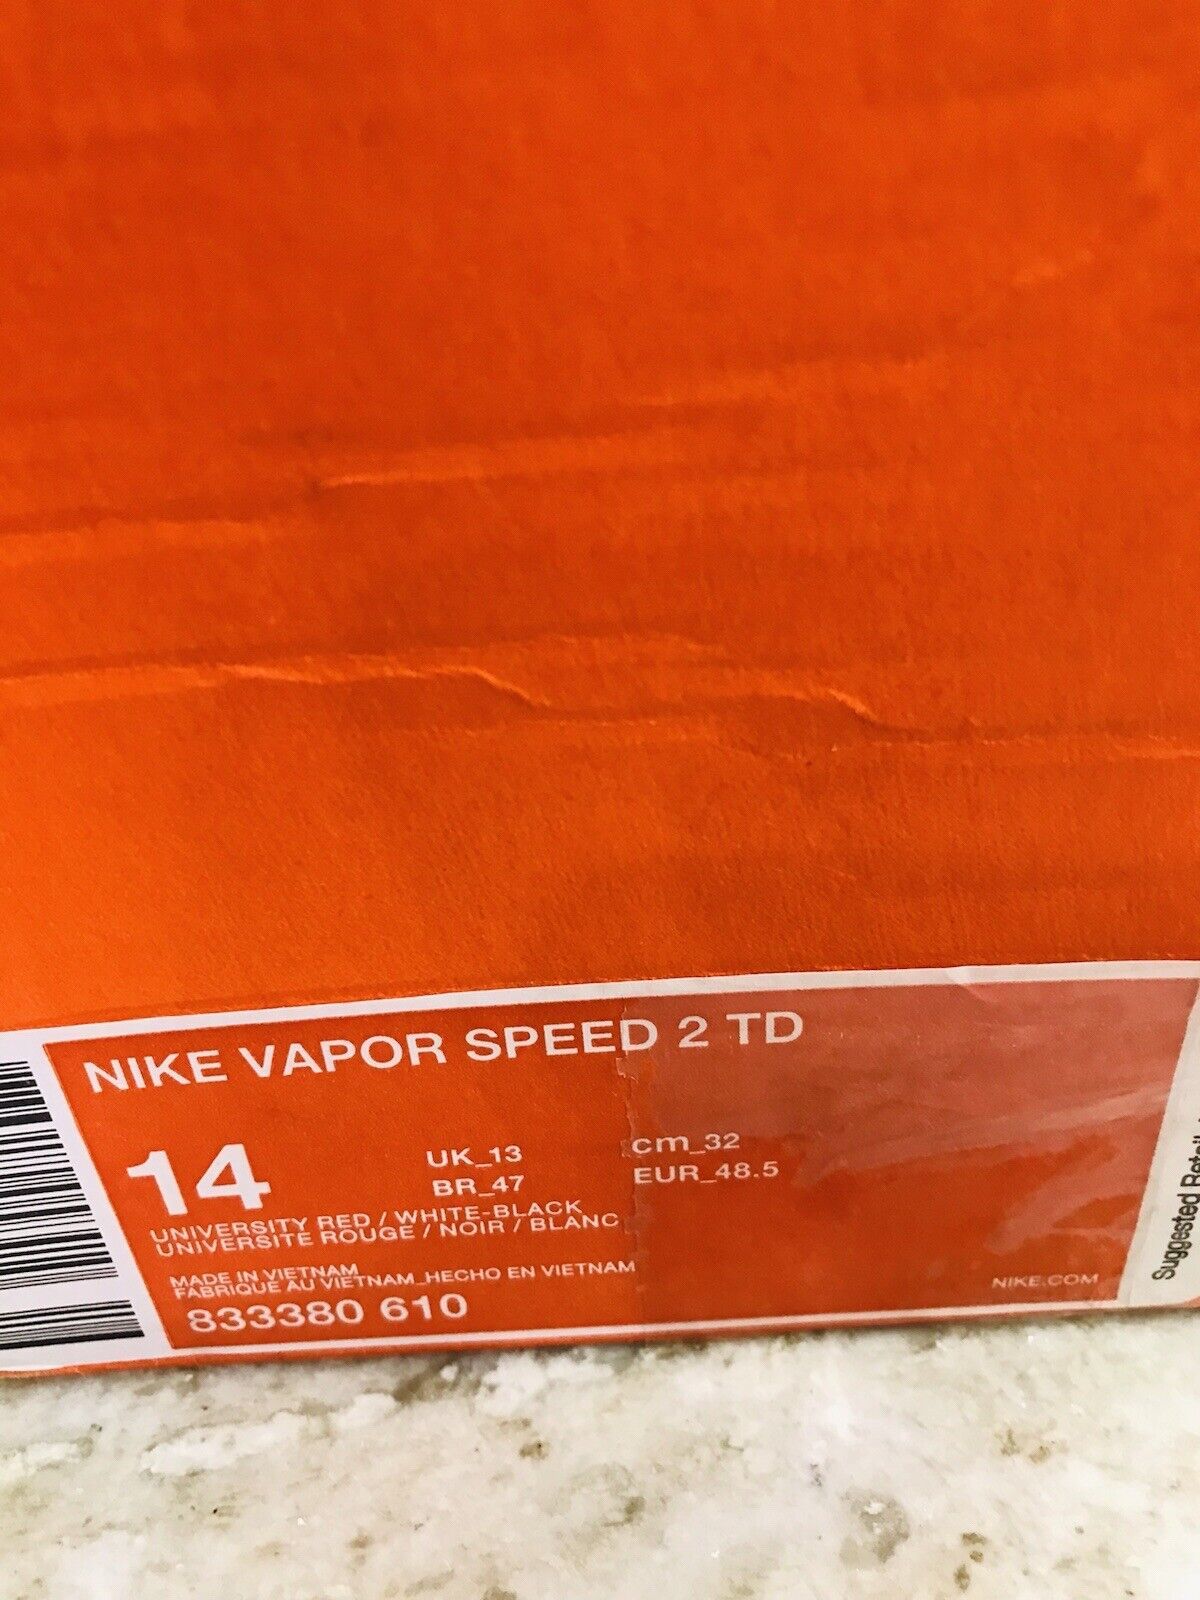 NIKE VAPOR SPEED 2 TD
14
UK_13 cm_32
BR_47 EUR_48.5
UNIVERSITY RED / WHITE-BLACK
UNIVERSITE ROUGE / NOIR / BLANC
MADE IN VIETNAM
FABRIQUE AU VIETNAM_HECHO EN VIETNAM
833380 610
NIKE.COM
Suggested